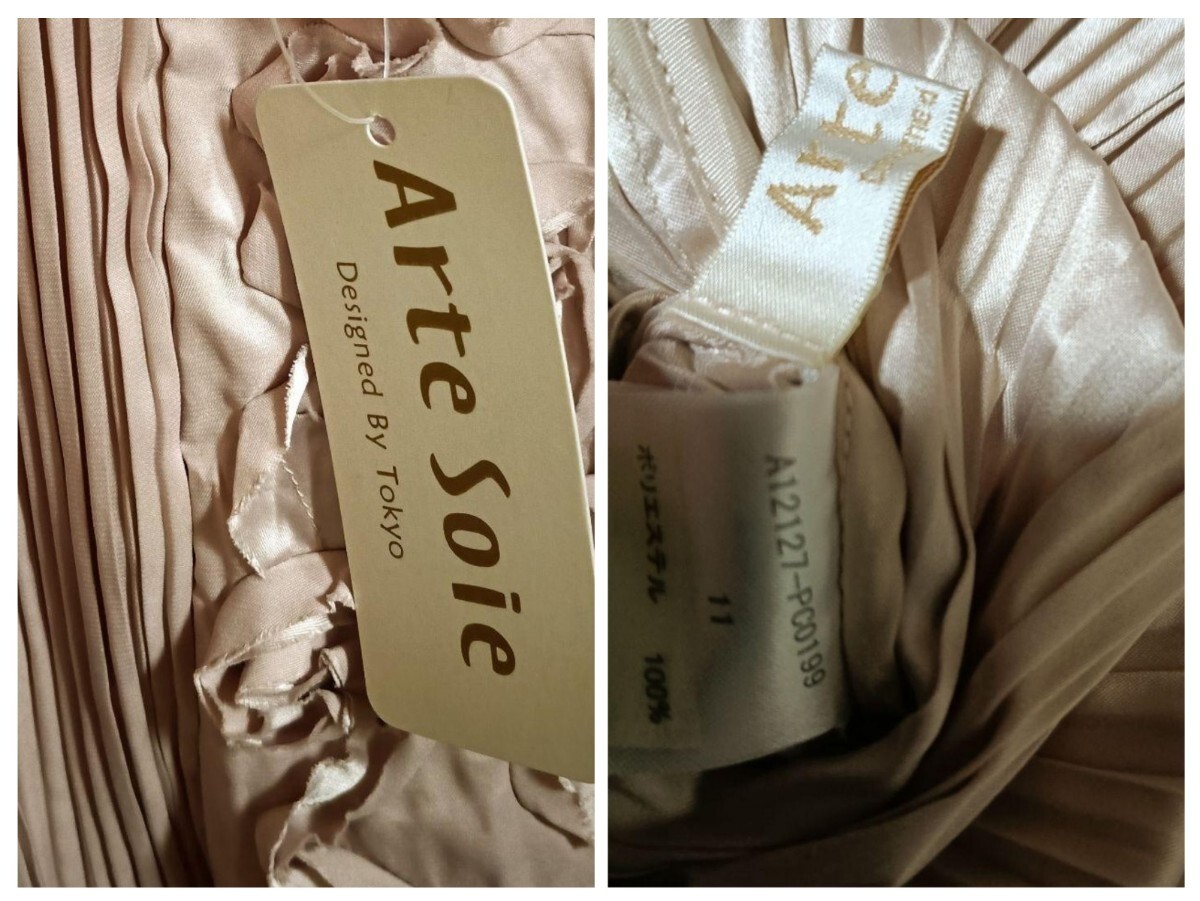 Arte Soie
Designed By Tokyo
Arte
A12127-PC0199
11
ポリエステル 100%